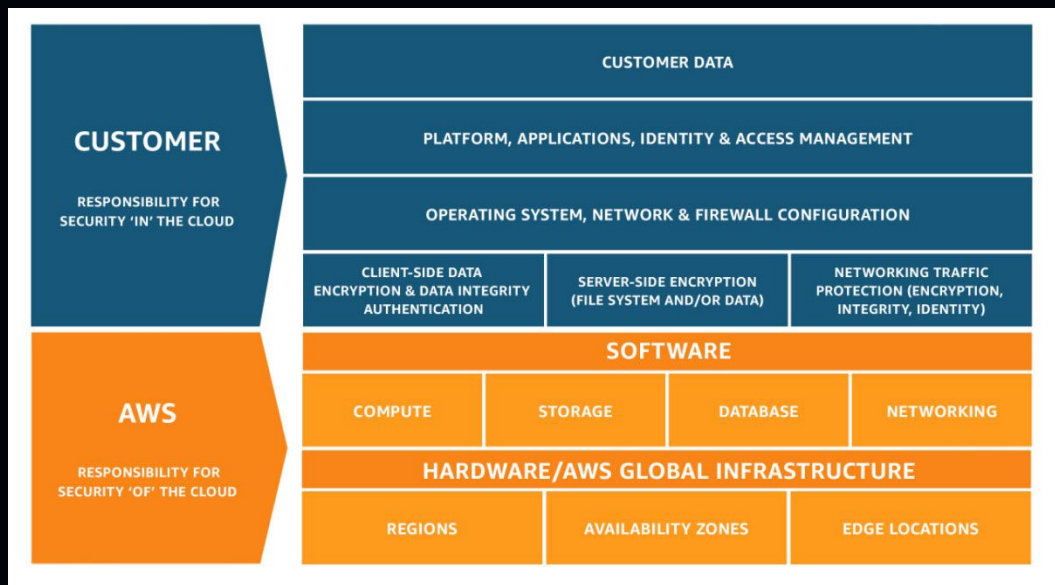 CUSTOMER
RESPONSIBILITY FOR
SECURITY ‘IN’ THE CLOUD
CUSTOMER DATA
PLATFORM, APPLICATIONS, IDENTITY & ACCESS MANAGEMENT
OPERATING SYSTEM, NETWORK & FIREWALL CONFIGURATION
CLIENT-SIDE DATA
ENCRYPTION & DATA INTEGRITY
AUTHENTICATION
SERVER-SIDE ENCRYPTION
(FILE SYSTEM AND/OR DATA)
NETWORKING TRAFFIC
PROTECTION (ENCRYPTION,
INTEGRITY, IDENTITY)
AWS
RESPONSIBILITY FOR
SECURITY ‘OF’ THE CLOUD
SOFTWARE
COMPUTE
STORAGE
DATABASE
NETWORKING
HARDWARE/AWS GLOBAL INFRASTRUCTURE
REGIONS
AVAILABILITY ZONES
EDGE LOCATIONS